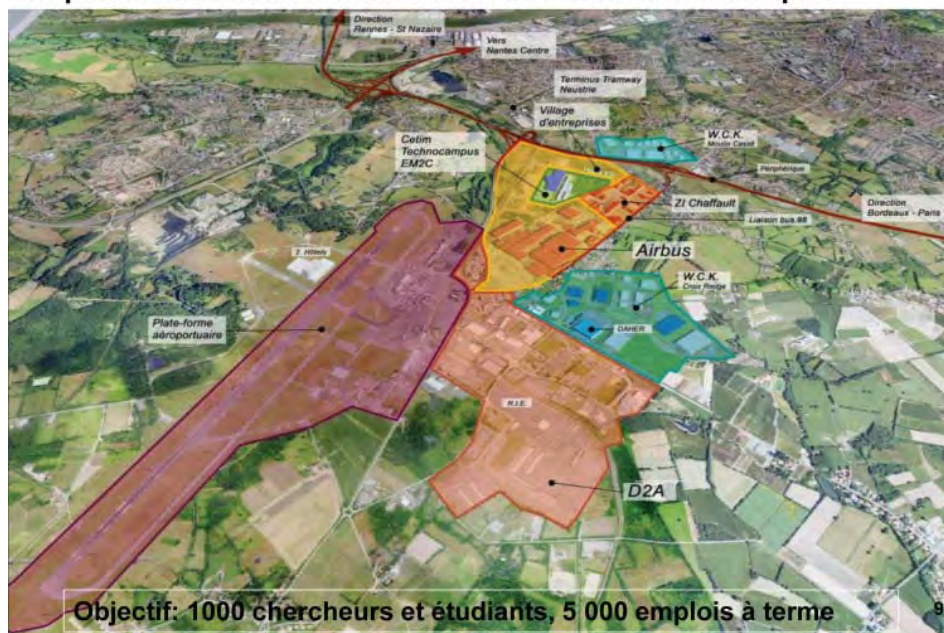 Direction
Rennes - St Nazaire
Vers
Nantes Centre
Terminus Tramway
Neustrie
Village
d'entreprises
Cetim
Technocampus
EM2C
W.C.K.
Moulin Cassé
Périphérique
ZI Chaffault
Direction
Bordeaux - Paris
Liaison bus 98
Airbus
2 Hôtels
W.C.K.
Croix Rouge
Plate-forme
aéroportuaire
DAHER
R.I.E.
D2A
Objectif: 1000 chercheurs et étudiants, 5 000 emplois à terme
9